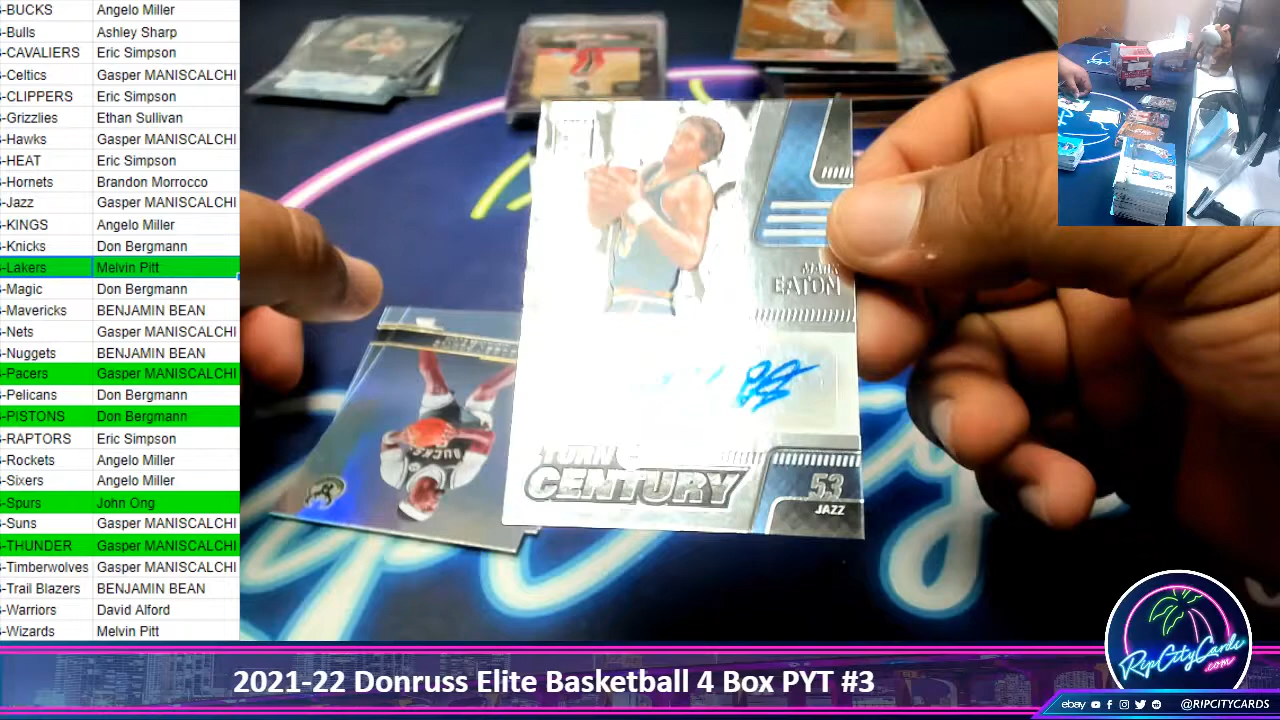 -BUCKS Angelo Miller
-Bulls Ashley Sharp
-CAVALIERS Eric Simpson
-Celtics Gasper MANISCALCHI
-CLIPPERS Eric Simpson
-Grizzlies Ethan Sullivan
-Hawks Gasper MANISCALCHI
-HEAT Eric Simpson
-Hornets Brandon Morrocco
-Jazz Gasper MANISCALCHI
-KINGS Angelo Miller
-Knicks Don Bergmann
-Lakers Melvin Pitt
-Magic Don Bergmann
-Mavericks BENJAMIN BEAN
-Nets Gasper MANISCALCHI
-Nuggets BENJAMIN BEAN
-Pacers Gasper MANISCALCHI
-Pelicans Don Bergmann
-PISTONS Don Bergmann
-RAPTORS Eric Simpson
-Rockets Angelo Miller
-Sixers Angelo Miller
-Spurs John Ong
-Suns Gasper MANISCALCHI
-THUNDER Gasper MANISCALCHI
-Timberwolves Gasper MANISCALCHI
-Trail Blazers BENJAMIN BEAN
-Warriors David Alford
-Wizards Melvin Pitt
MARK
EATON
CENTURY
53
JAZZ
BUCKS
RipCityCards
.com
2021-22 Donruss Elite Basketball 4 Box PYT #3
ebay @RIPCITYCARDS